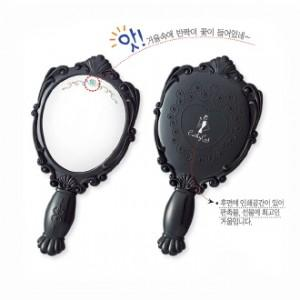 앗! 거울속에 반짝이 꽃이 들어있네~
• 후면에 인쇄공간이 있어
판촉물, 선물에 최고인
거울입니다.